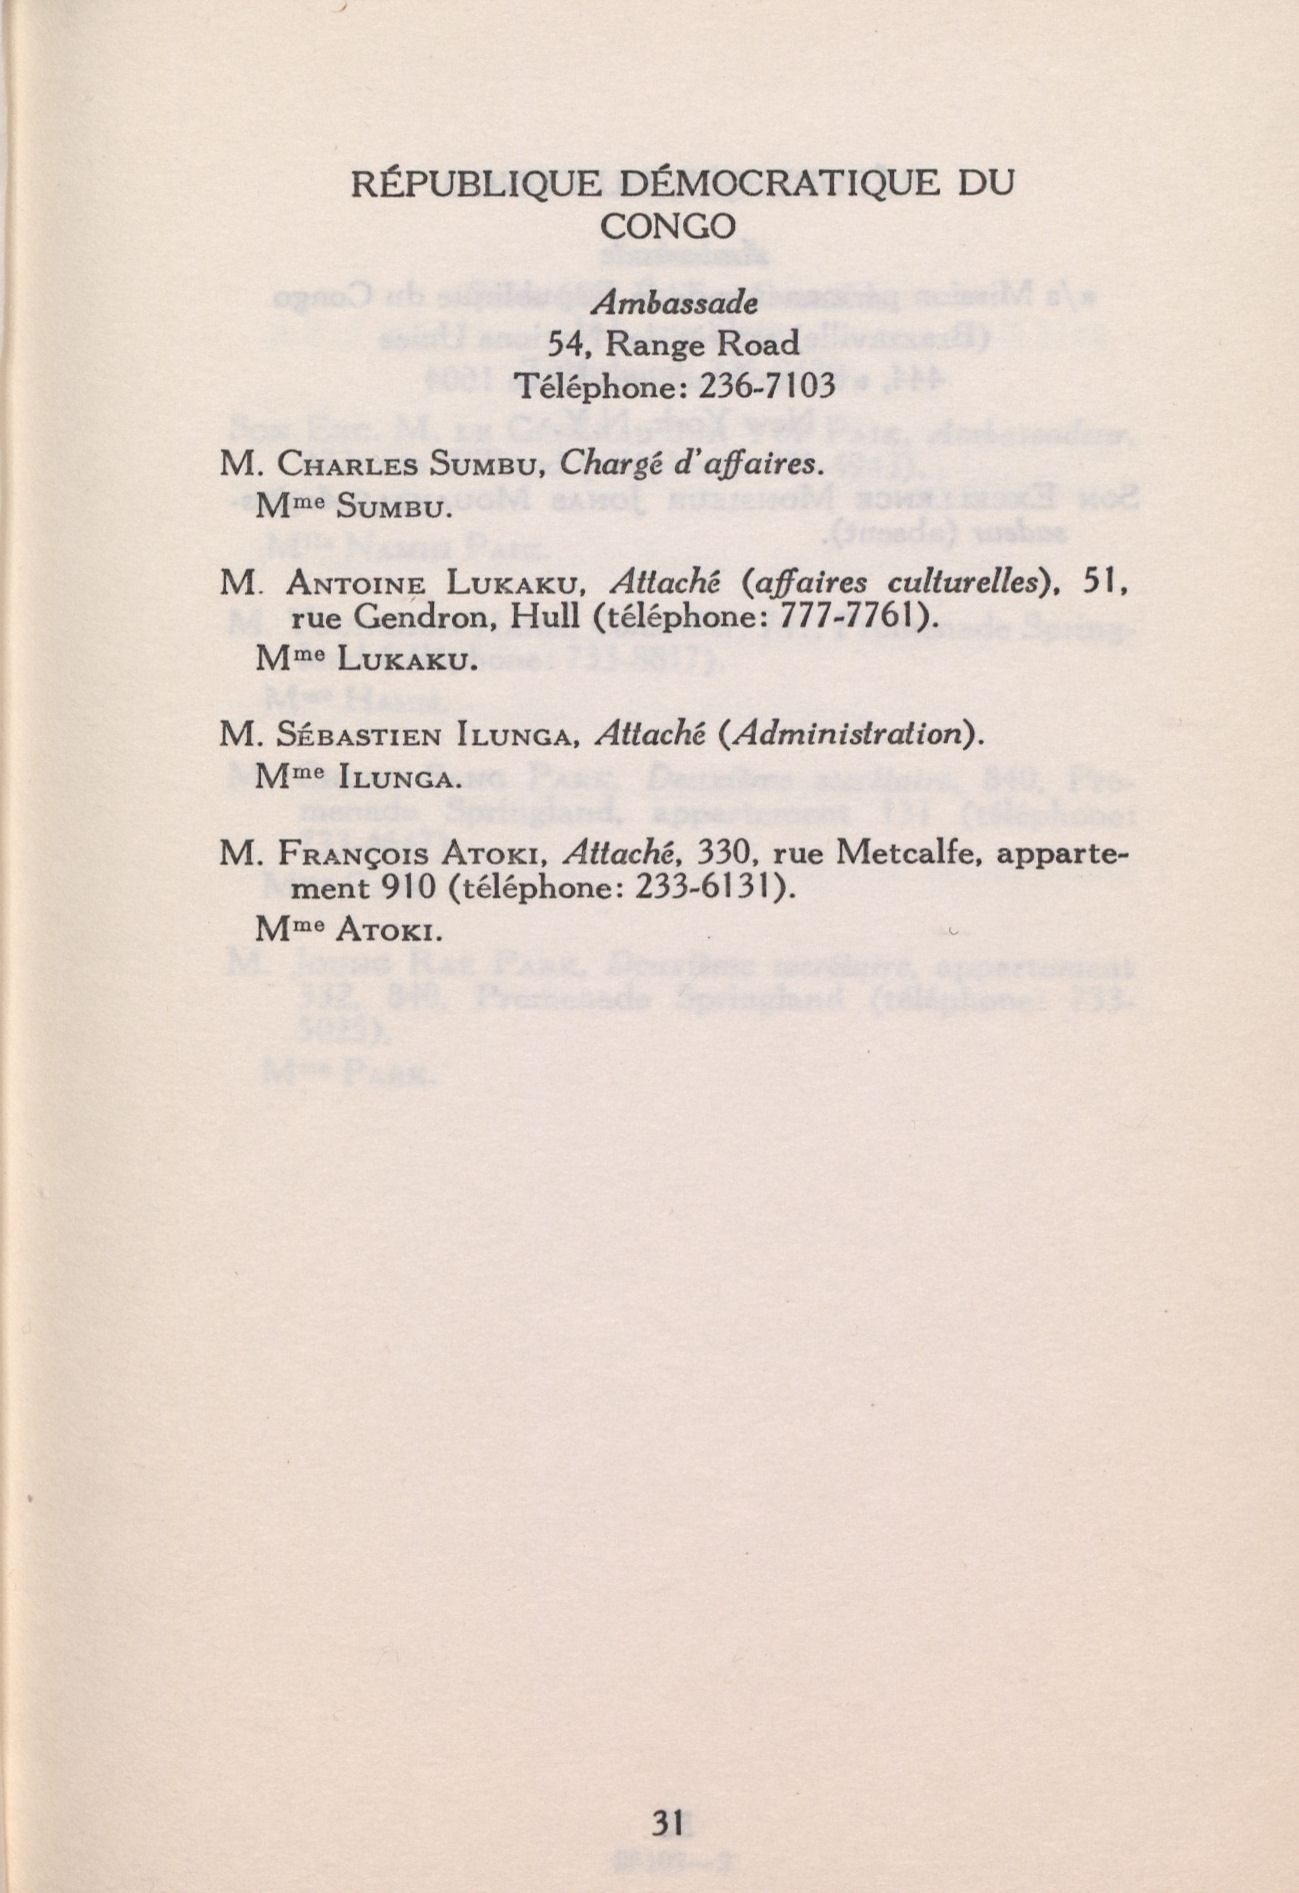 RÉPUBLIQUE DÉMOCRATIQUE DU
CONGO
Ambassade
54, Range Road
Téléphone: 236-7103
M. CHARLES SUMBU, Chargé d'affaires.
Mme SUMBU.
M. ANTOINE LUKAKU, Attaché (affaires culturelles), 51,
rue Gendron, Hull (téléphone: 777-7761).
Mme LUKAKU.
M. SÉBASTIEN ILUNGA, Attaché (Administration).
Mme ILUNGA.
M. FRANÇOIS ATOKI, Attaché, 330, rue Metcalfe, apparte-
ment 910 (téléphone: 233-6131).
Mme ATOKI.
31